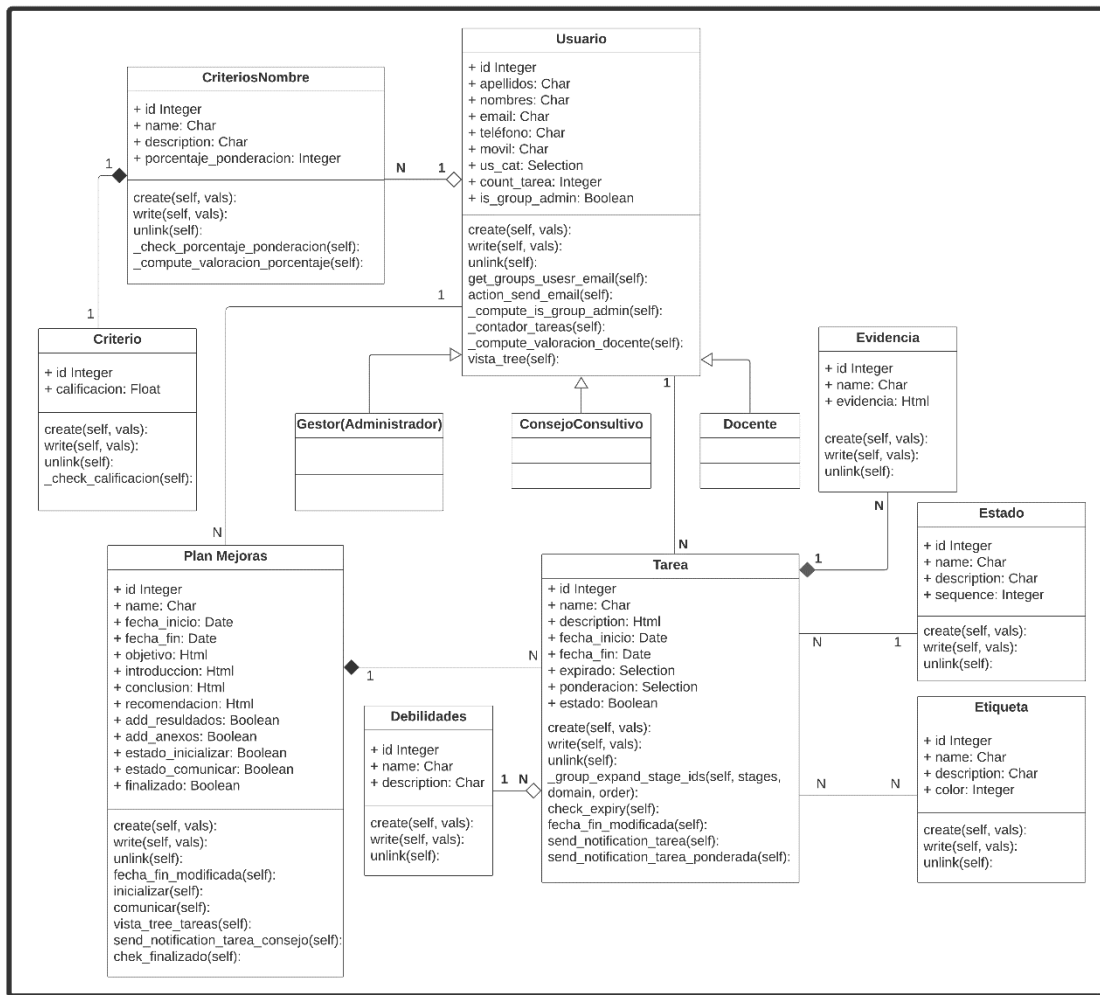 Usuario
+ id Integer
+ apellidos: Char
+ nombres: Char
+ email: Char
+ teléfono: Char
+ movil: Char
+ us_cat: Selection
+ count_tarea: Integer
+ is_group_admin: Boolean
create(self, vals):
write(self, vals):
unlink(self):
get_groups_usesr_email(self):
action_send_email(self):
_compute_is_group_admin(self):
_contador_tareas(self):
_compute_valoracion_docente(self):
vista_tree(self):
CriteriosNombre
+ id Integer
+ name: Char
+ description: Char
+ porcentaje_ponderacion: Integer
create(self, vals):
write(self, vals):
unlink(self):
_check_porcentaje_ponderacion(self):
_compute_valoracion_porcentaje(self):
N
1
1
1
1
Criterio
+ id Integer
+ calificacion: Float
create(self, vals):
write(self, vals):
unlink(self):
_check_calificacion(self):
Gestor(Administrador)
ConsejoConsultivo
Docente
1
Evidencia
+ id Integer
+ name: Char
+ evidencia: Html
create(self, vals):
write(self, vals):
unlink(self):
N
N
N
1
Plan Mejoras
+ id Integer
+ name: Char
+ fecha_inicio: Date
+ fecha_fin: Date
+ objetivo: Html
+ introduccion: Html
+ conclusion: Html
+ recomendacion: Html
+ add_resuldados: Boolean
+ add_anexos: Boolean
+ estado_inicializar: Boolean
+ estado_comunicar: Boolean
+ finalizado: Boolean
create(self, vals):
write(self, vals):
unlink(self):
fecha_fin_modificada(self):
inicializar(self):
comunicar(self):
vista_tree_tareas(self):
send_notification_tarea_consejo(self):
chek_finalizado(self):
1
N
Tarea
+ id Integer
+ name: Char
+ description: Html
+ fecha_inicio: Date
+ fecha_fin: Date
+ expirado: Selection
+ ponderacion: Selection
+ estado: Boolean
create(self, vals):
write(self, vals):
unlink(self):
_group_expand_stage_ids(self, stages,
domain, order):
check_expiry(self):
fecha_fin_modificada(self):
send_notification_tarea(self):
send_notification_tarea_ponderada(self):
Debilidades
+ id Integer
+ name: Char
+ description: Char
create(self, vals):
write(self, vals):
unlink(self):
1
N
Estado
+ id Integer
+ name: Char
+ description: Char
+ sequence: Integer
create(self, vals):
write(self, vals):
unlink(self):
N
1
Etiqueta
+ id Integer
+ name: Char
+ description: Char
+ color: Integer
create(self, vals):
write(self, vals):
unlink(self):
N
N